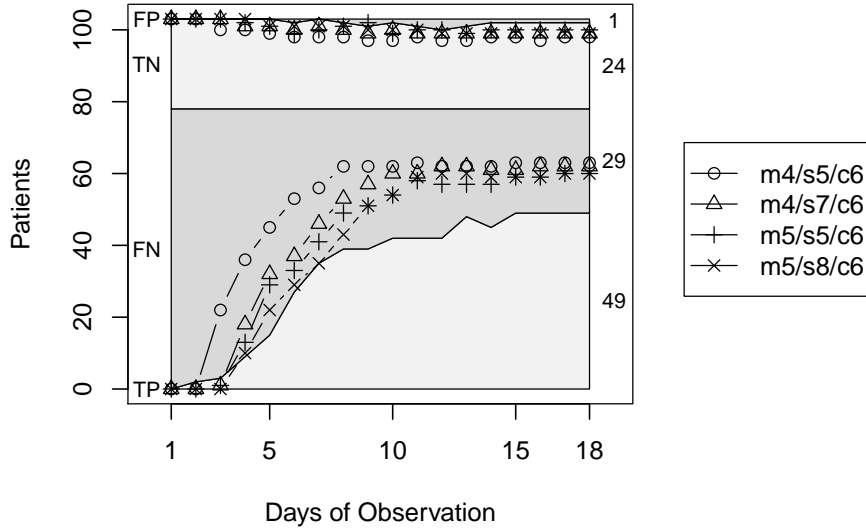 Patients
100
80
60
40
20
0
FP
TN
FN
TP
1
24
29
49
1
5
10
15
18
Days of Observation
m4/s5/c6
m4/s7/c6
m5/s5/c6
m5/s8/c6